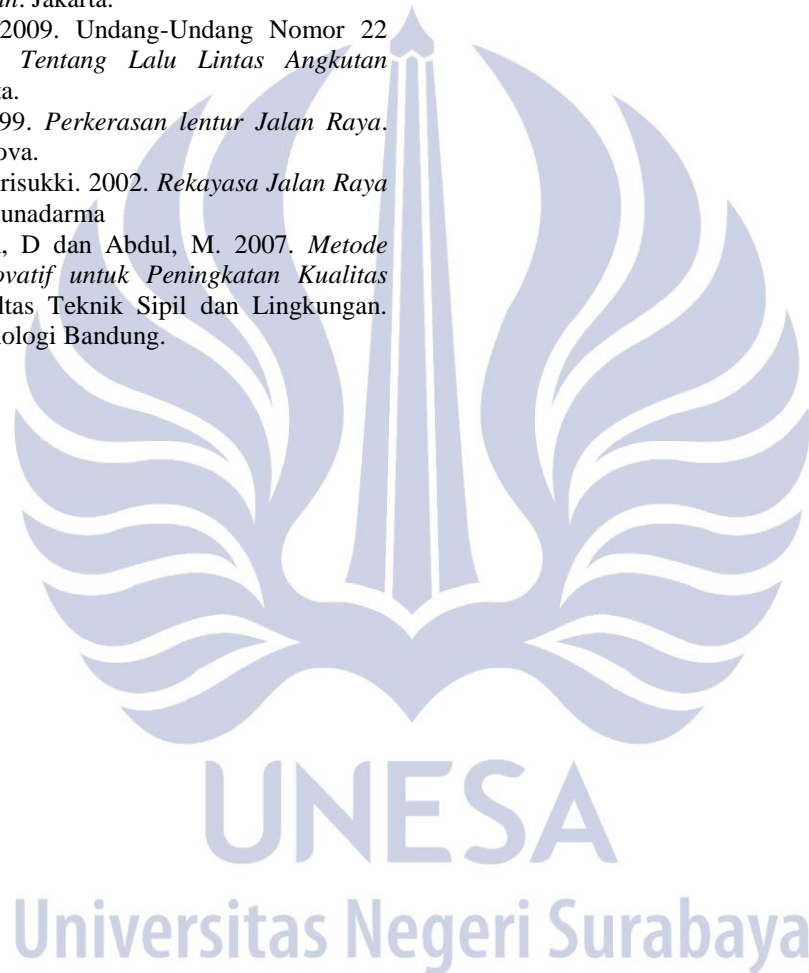 an. Jakarta.
2009. Undang-Undang Nomor 22
Tentang Lalu Lintas Angkutan
ta.
99. Perkerasan lentur Jalan Raya.
ova.
risukki. 2002. Rekayasa Jalan Raya
unadarma
, D dan Abdul, M. 2007. Metode
ovatif untuk Peningkatan Kualitas
ltas Teknik Sipil dan Lingkungan.
ologi Bandung.
UNESA
Universitas Negeri Surabaya